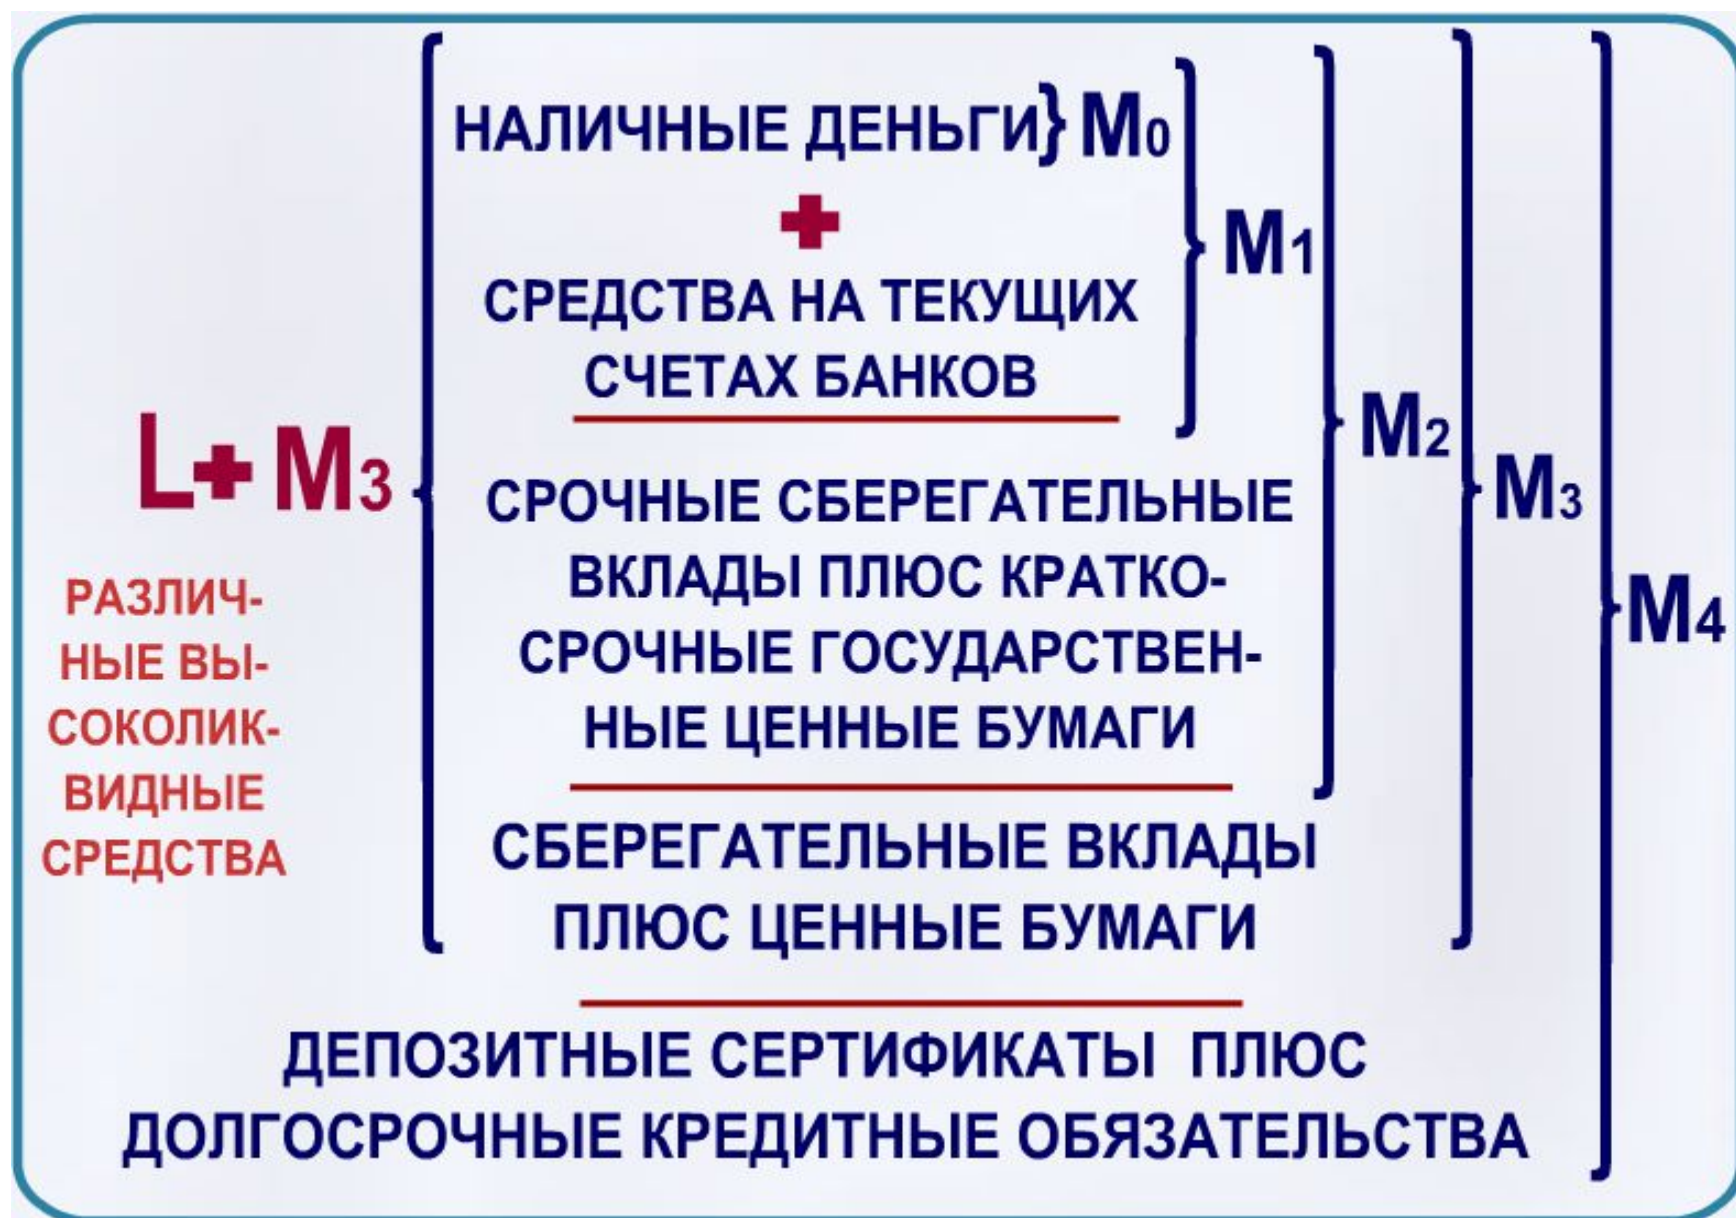 НАЛИЧНЫЕ ДЕНЬГИ} M0
+
M1
СРЕДСТВА НА ТЕКУЩИХ
СЧЕТАХ БАНКОВ
M2
L+ M3
M3
СРОЧНЫЕ СБЕРЕГАТЕЛЬНЫЕ
ВКЛАДЫ ПЛЮС КРАТКО-
СРОЧНЫЕ ГОСУДАРСТВЕН-
НЫЕ ЦЕННЫЕ БУМАГИ
M4
РАЗЛИЧ-
НЫЕ ВЫ-
СОКОЛИК-
ВИДНЫЕ
СРЕДСТВА
СБЕРЕГАТЕЛЬНЫЕ ВКЛАДЫ
ПЛЮС ЦЕННЫЕ БУМАГИ
ДЕПОЗИТНЫЕ СЕРТИФИКАТЫ ПЛЮС
ДОЛГОСРОЧНЫЕ КРЕДИТНЫЕ ОБЯЗАТЕЛЬСТВА